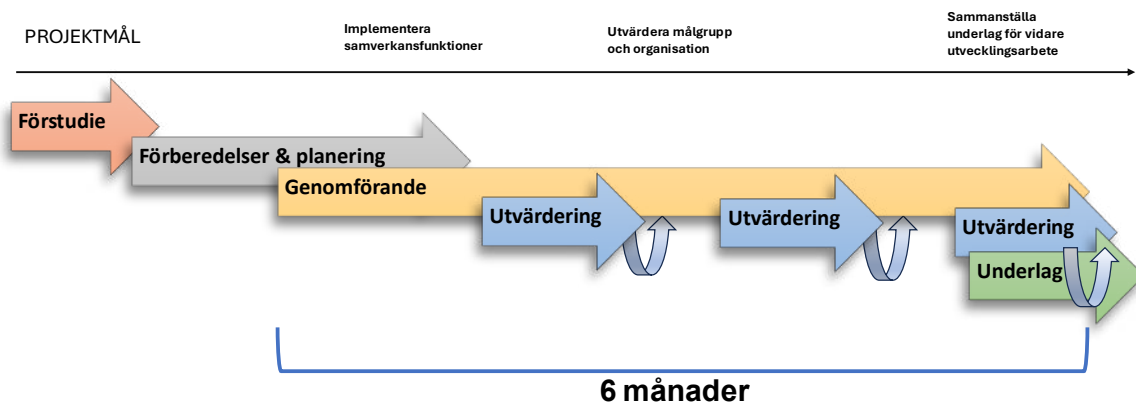 PROJEKTMÅL
Implementera
samverkansfunktioner
Utvärdera målgrupp
och organisation
Sammanställa
underlag för vidare
utvecklingsarbete
Förstudie
Förberedelser & planering
Genomförande
Utvärdering
Utvärdering
Utvärdering
Underlag
6 månader